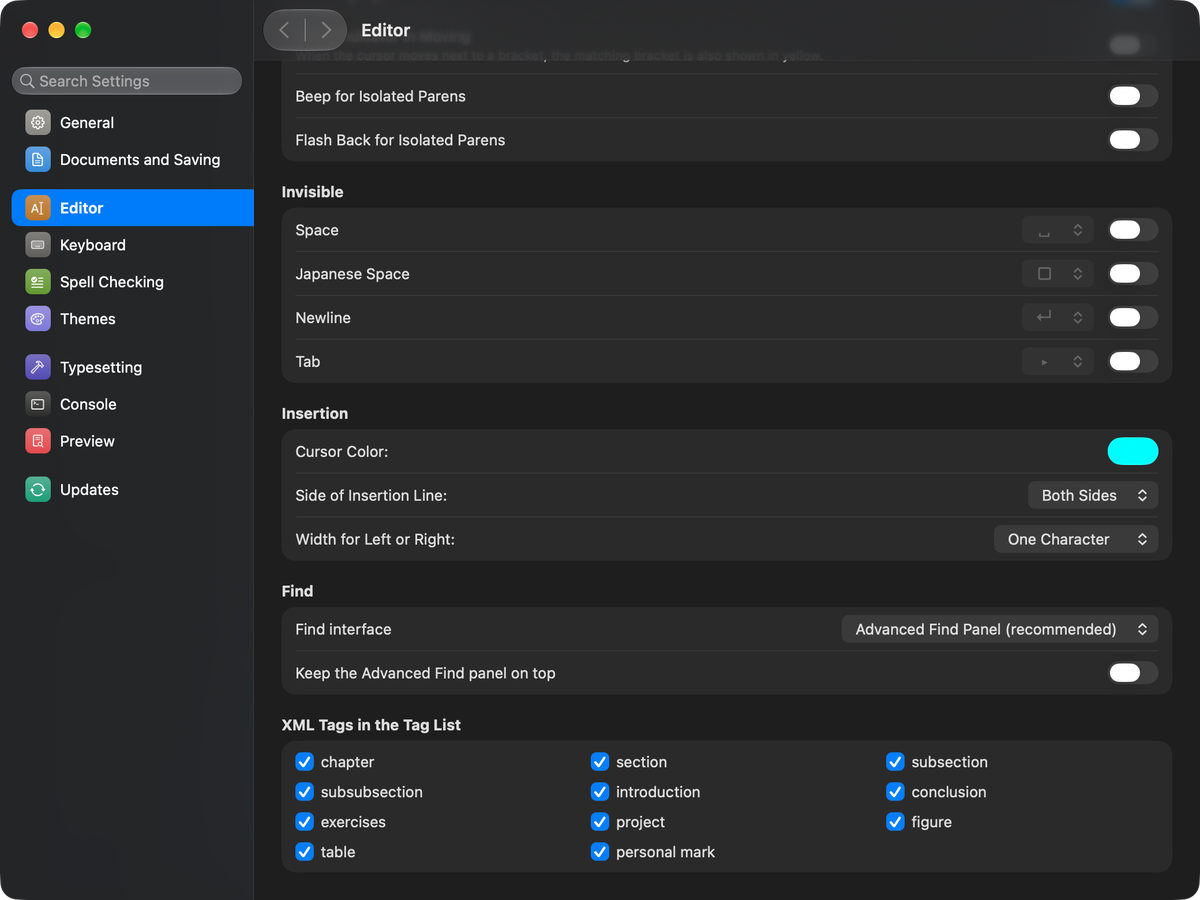 Editor
Search Settings
General
Documents and Saving
Editor
Keyboard
Spell Checking
Themes
Typesetting
Console
Preview
Updates
When the cursor moves next to a bracket, the matching bracket is also shown in yellow.
Beep for Isolated Parens
Flash Back for Isolated Parens
Invisible
Space
Japanese Space
Newline
Tab
Insertion
Cursor Color:
Side of Insertion Line: Both Sides
Width for Left or Right: One Character
Find
Find interface Advanced Find Panel (recommended)
Keep the Advanced Find panel on top
XML Tags in the Tag List
chapter section subsection
subsubsection introduction conclusion
exercises project figure
table personal mark